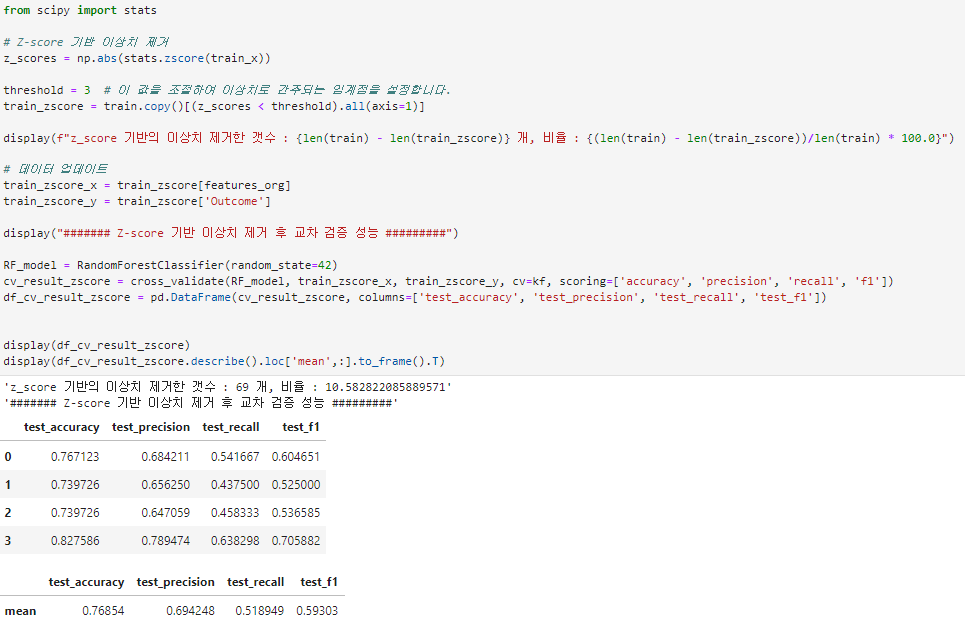 from scipy import stats
# Z-score 기반 이상치 제거
z_scores = np.abs(stats.zscore(train_x))
threshold = 3  # 이 값을 조절하여 이상치로 간주되는 임계점을 설정합니다.
train_zscore = train.copy()[(z_scores < threshold).all(axis=1)]
display(f"z_score 기반의 이상치 제거한 갯수 : {len(train) - len(train_zscore)} 개, 비율 : {(len(train) - len(train_zscore))/len(train) * 100.0}")
# 데이터 업데이트
train_zscore_x = train_zscore[features_org]
train_zscore_y = train_zscore['Outcome']
display("####### Z-score 기반 이상치 제거 후 교차 검증 성능 #########")
RF_model = RandomForestClassifier(random_state=42)
cv_result_zscore = cross_validate(RF_model, train_zscore_x, train_zscore_y, cv=kf, scoring=['accuracy', 'precision', 'recall', 'f1'])
df_cv_result_zscore = pd.DataFrame(cv_result_zscore, columns=['test_accuracy', 'test_precision', 'test_recall', 'test_f1'])
display(df_cv_result_zscore)
display(df_cv_result_zscore.describe().loc['mean',:].to_frame().T)
'z_score 기반의 이상치 제거한 갯수 : 69 개, 비율 : 10.582822085889571'
'####### Z-score 기반 이상치 제거 후 교차 검증 성능 #########'
test_accuracy test_precision test_recall test_f1
0 0.767123 0.684211 0.541667 0.604651
1 0.739726 0.656250 0.437500 0.525000
2 0.739726 0.647059 0.458333 0.536585
3 0.827586 0.789474 0.638298 0.705882
test_accuracy test_precision test_recall test_f1
mean 0.76854 0.694248 0.518949 0.59303